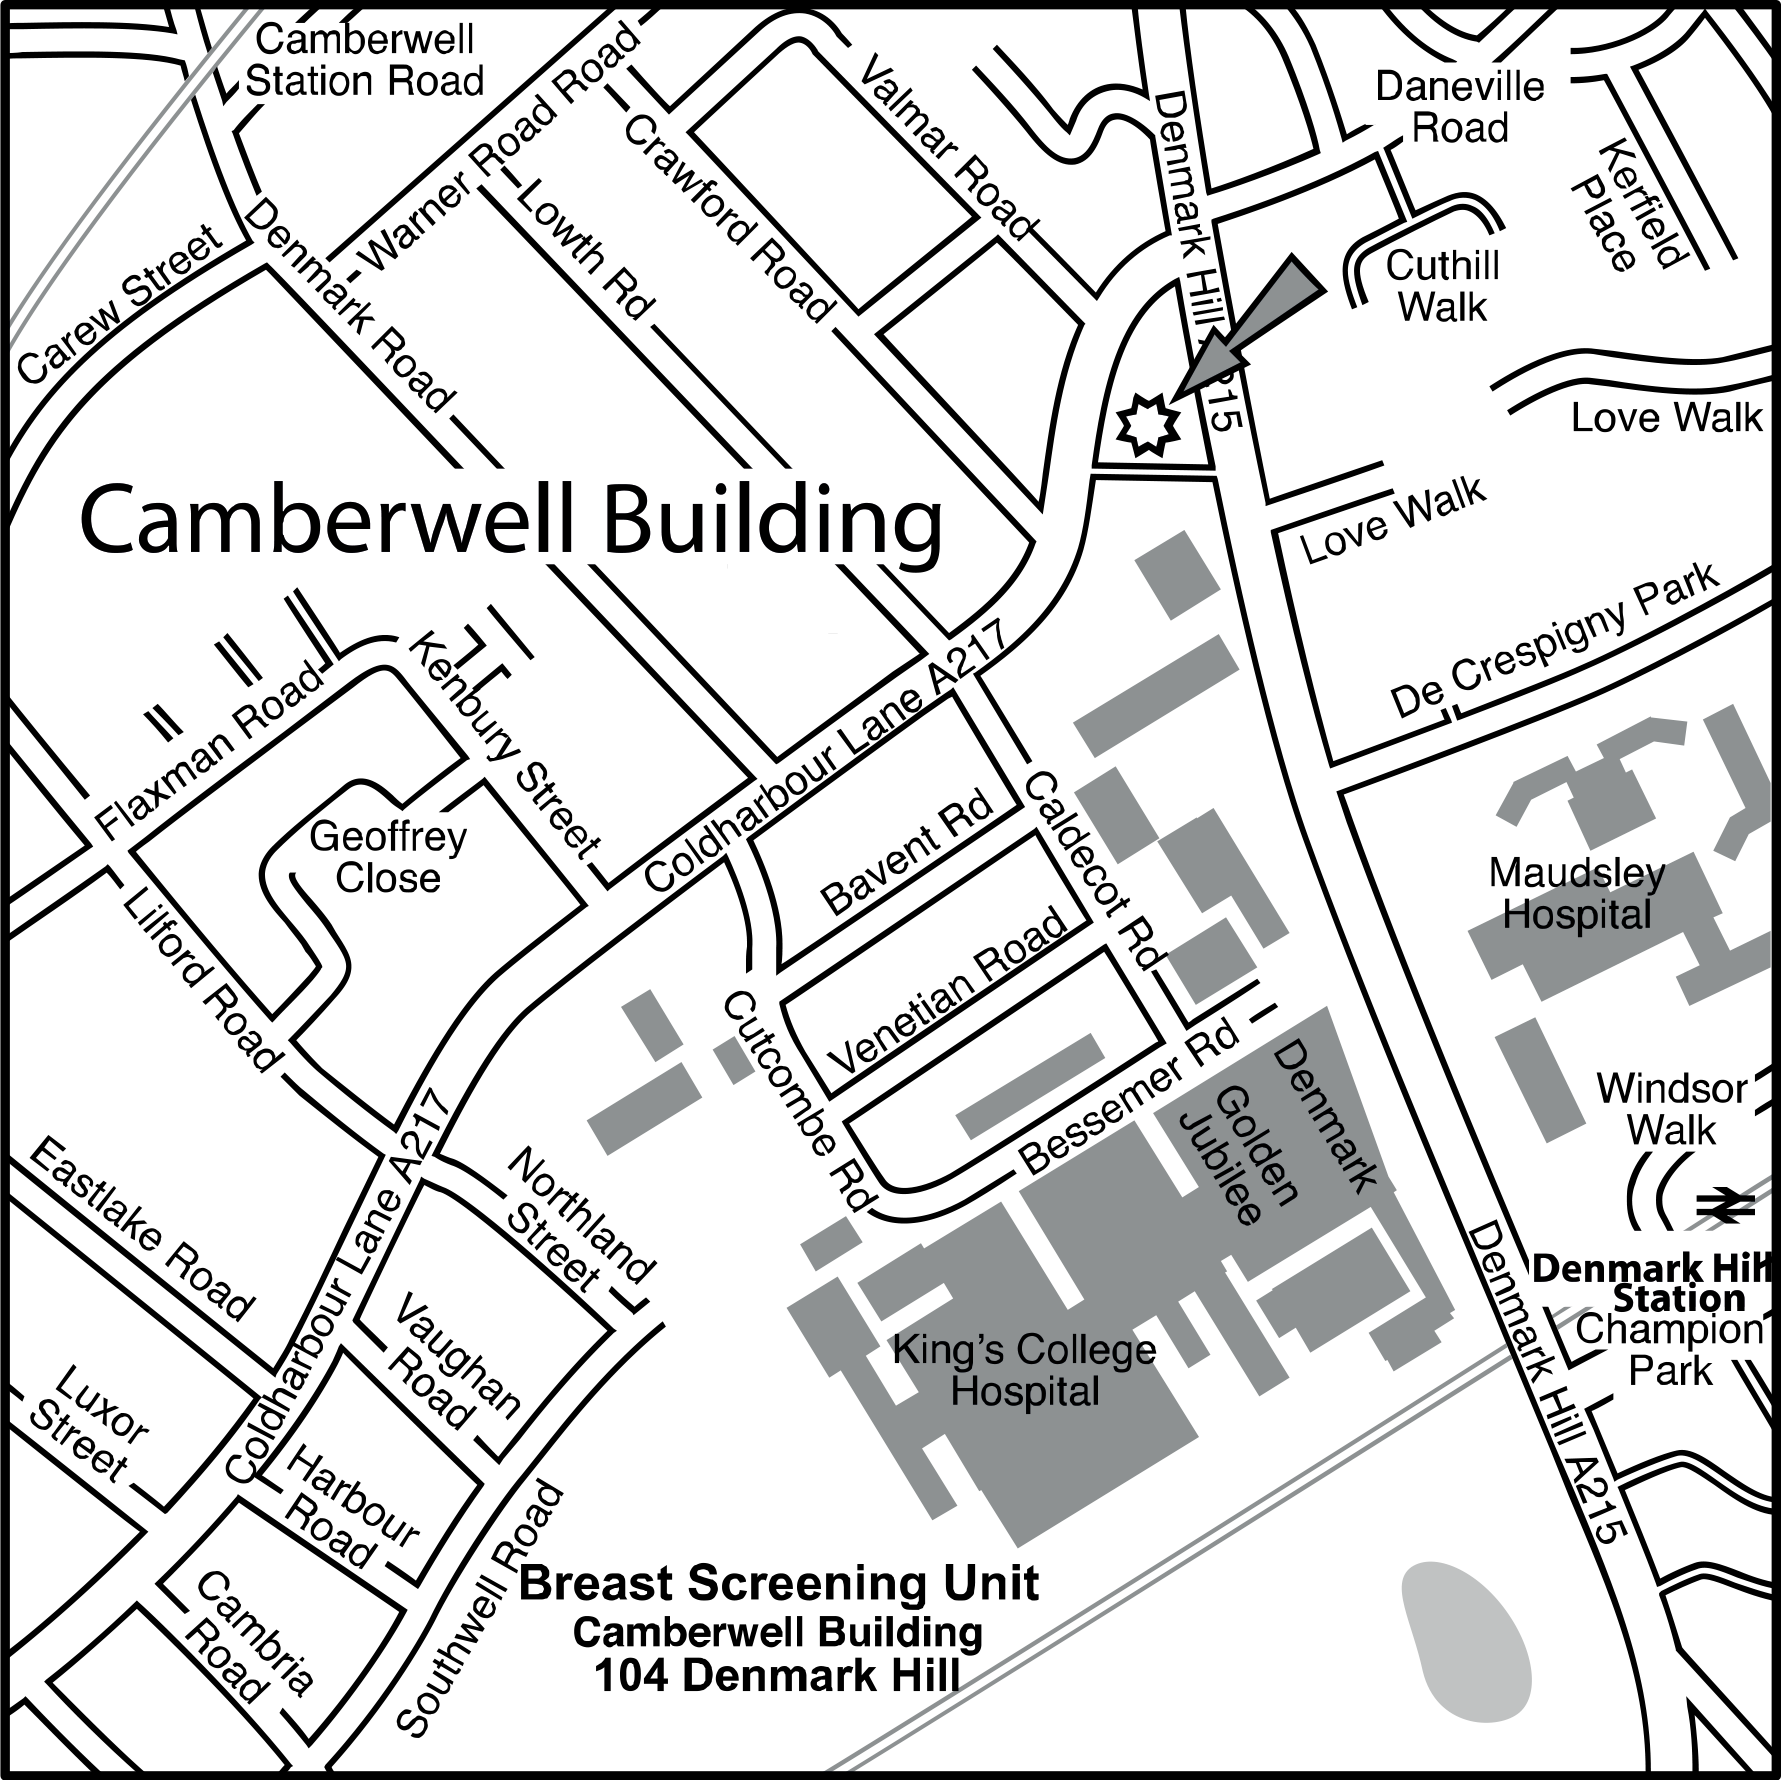 Camberwell
Station Road
Warner Road
Road
Valmar Road
Crawford Road
Lowth Rd
Denmark Road
Carew Street
Denmark Hill A215
Daneville
Road
Kerfield
Place
Cuthill
Walk
Love Walk
Love Walk
De Crespigny Park
Camberwell Building
Flaxman Road
Kenbury Street
Geoffrey
Close
Lilford Road
Coldharbour Lane A217
Bavent Rd
Caldecot Rd
Venetian Road
Cutcombe Rd
Bessemer Rd
Maudsley
Hospital
Golden
Jubilee
Denmark
Windsor
Walk
Denmark Hill
Station
Champion
Park
Denmark Hill A215
King's College
Hospital
Eastlake Road
Coldharbour Lane A217
Northland
Street
Vaughan
Road
Luxor
Street
Harbour
Road
Cambria
Road
Southwell Road
Breast Screening Unit
Camberwell Building
104 Denmark Hill